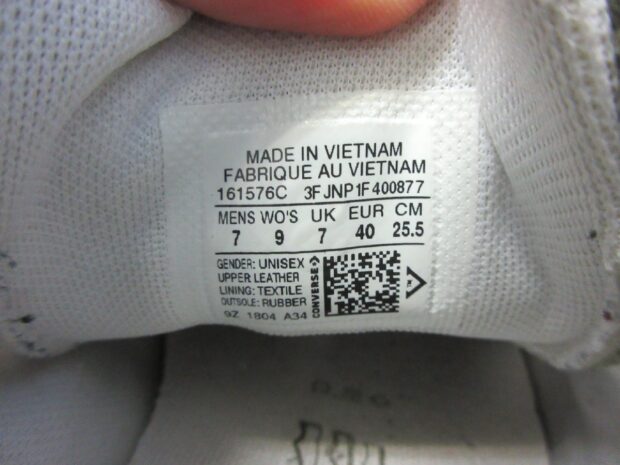 MADE IN VIETNAM
FABRIQUE AU VIETNAM
161576C 3FJNP1F400877
MENS WO'S UK EUR CM
7 9 7 40 25.5
GENDER: UNISEX
UPPER LEATHER
LINING: TEXTILE
OUTSOLE: RUBBER
9Z 1804 A34
CONVERSE